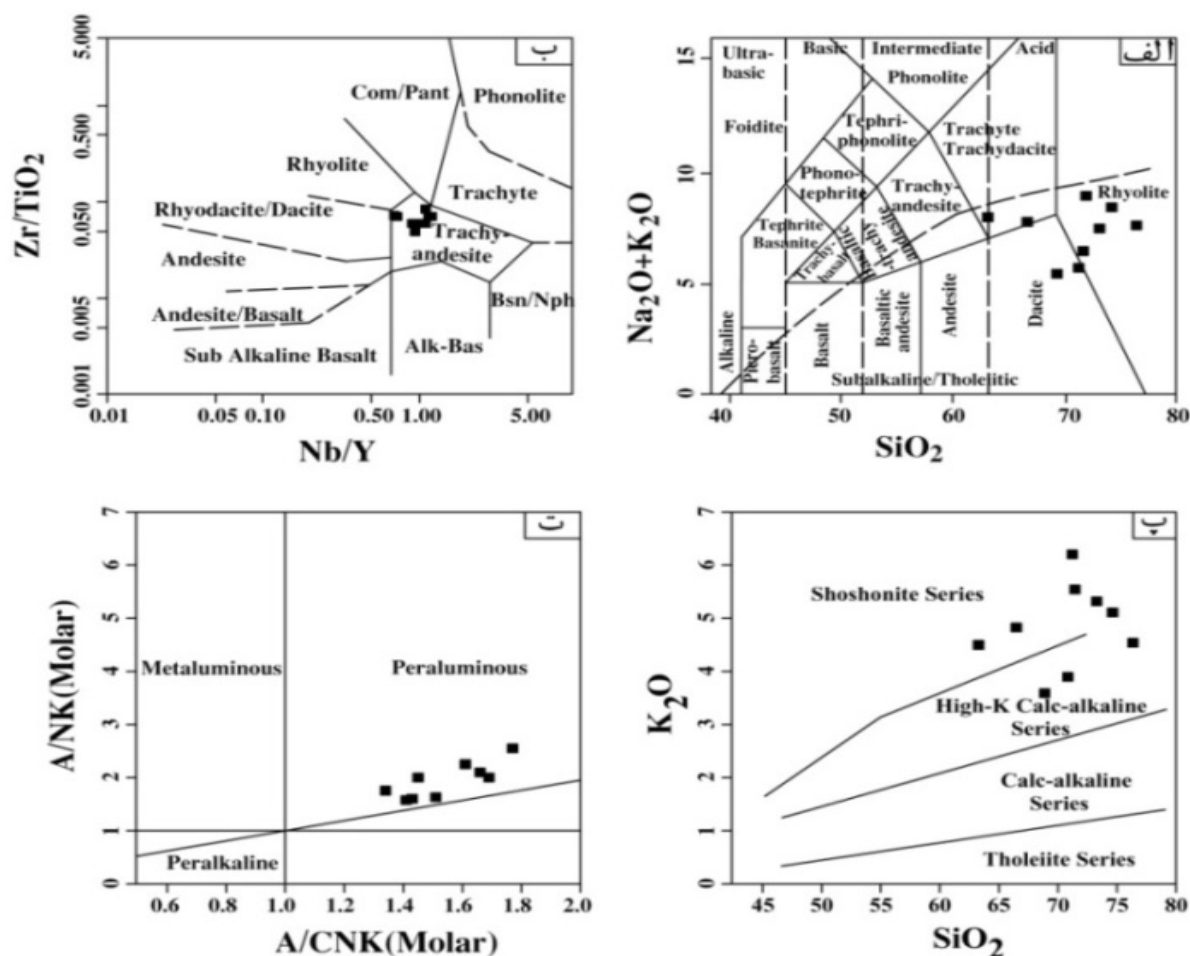 5.000
0.500
0.050
0.005
0.001
Zr/TiO₂
ب
Com/Pant
Phonolite
Rhyolite
Trachyte
Rhyodacite/Dacite
Trachy-
andesite
Andesite
Bsn/Nph
Andesite/Basalt
Sub Alkaline Basalt
Alk-Bas
0.01
0.05
0.10
0.50
1.00
5.00
Nb/Y
15
10
5
0
Na₂O+K₂O
الف
Ultra-
basic
Basic
Intermediate
Acid
Phonolite
Foidite
Tephri-
phonolite
Trachyte
Trachydacite
Phono-
tephrite
Trachy-
andesite
Rhyolite
Tephrite
Basanite
Trachy-
basalt
Basaltic
-trachy
andesite
Alkaline
Picro-
basalt
Basalt
Basaltic
andesite
Andesite
Dacite
Subalkaline/Tholeiitic
40
50
60
70
80
SiO₂
7
6
5
4
3
2
1
0
A/NK(Molar)
ت
Metaluminous
Peraluminous
Peralkaline
0.6
0.8
1.0
1.2
1.4
1.6
1.8
2.0
A/CNK(Molar)
7
6
5
4
3
2
1
0
K₂O
پ
Shoshonite Series
High-K Calc-alkaline
Series
Calc-alkaline
Series
Tholeiite Series
45
50
55
60
65
70
75
80
SiO₂